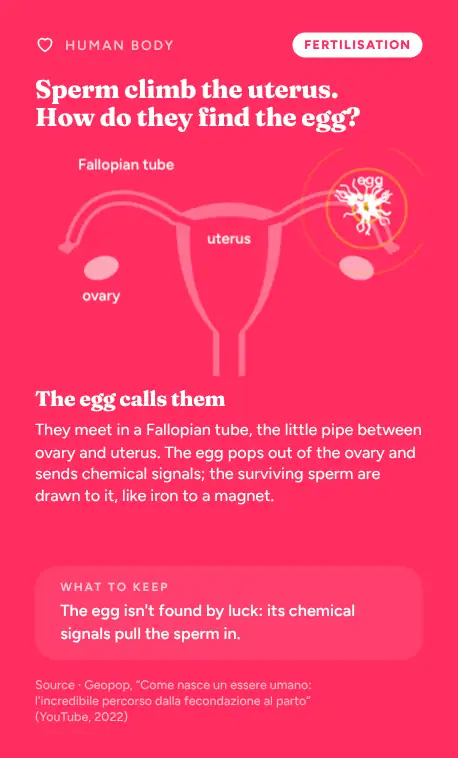 HUMAN BODY
FERTILISATION
Sperm climb the uterus.
How do they find the egg?
Fallopian tube
egg
uterus
ovary
The egg calls them
They meet in a Fallopian tube, the little pipe between
ovary and uterus. The egg pops out of the ovary and
sends chemical signals; the surviving sperm are
drawn to it, like iron to a magnet.
WHAT TO KEEP
The egg isn't found by luck: its chemical
signals pull the sperm in.
Source · Geopop, “Come nasce un essere umano:
l'incredibile percorso dalla fecondazione al parto”
(YouTube, 2022)